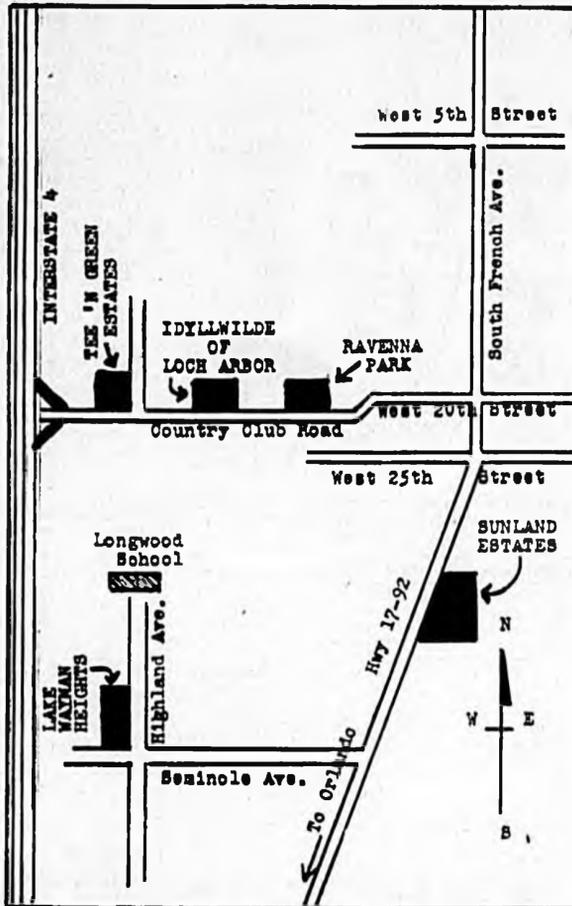 West 5th Street
South French Ave.
INTERSTATE 4
TEE 'N GREEN
ESTATES
IDYLLWILDE
OF
LOCH ARBOR
RAVENNA
PARK
West 20th Street
Country Club Road
West 25th Street
SUNLAND
ESTATES
Longwood
School
Hwy 17-92
N
Highland Ave.
LAKE
WAYMAN
HEIGHTS
W E
Seminole Ave.
To Orlando
S